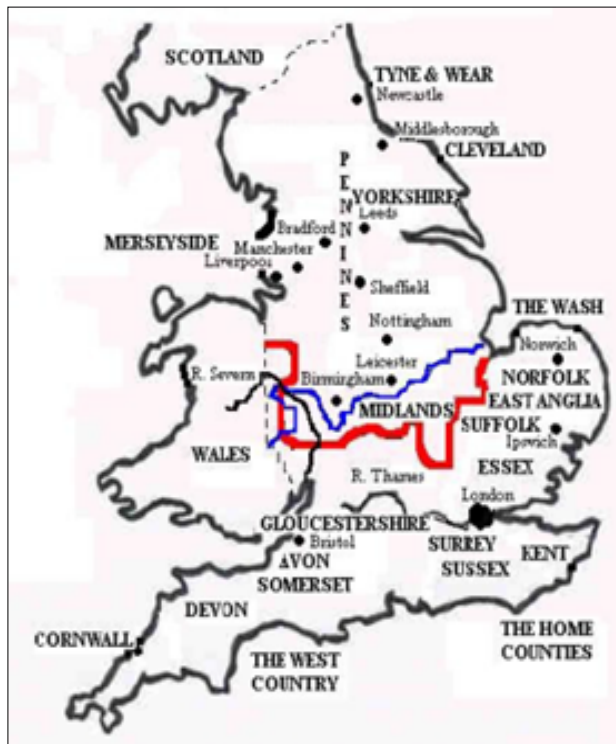 SCOTLAND
TYNE & WEAR
Newcastle
Middlesborough
CLEVELAND
PENNINES
YORKSHIRE
Leeds
Bradford
MERSEYSIDE
Manchester
Liverpool
Sheffield
THE WASH
Nottingham
Norwich
Leicester
R. Severn
Birmingham
NORFOLK
EAST ANGLIA
MIDLANDS
SUFFOLK
Ipswich
WALES
ESSEX
R. Thames
London
GLOUCESTERSHIRE
Bristol
SURREY
KENT
AVON
SUSSEX
SOMERSET
DEVON
CORNWALL
THE HOME
COUNTIES
THE WEST
COUNTRY